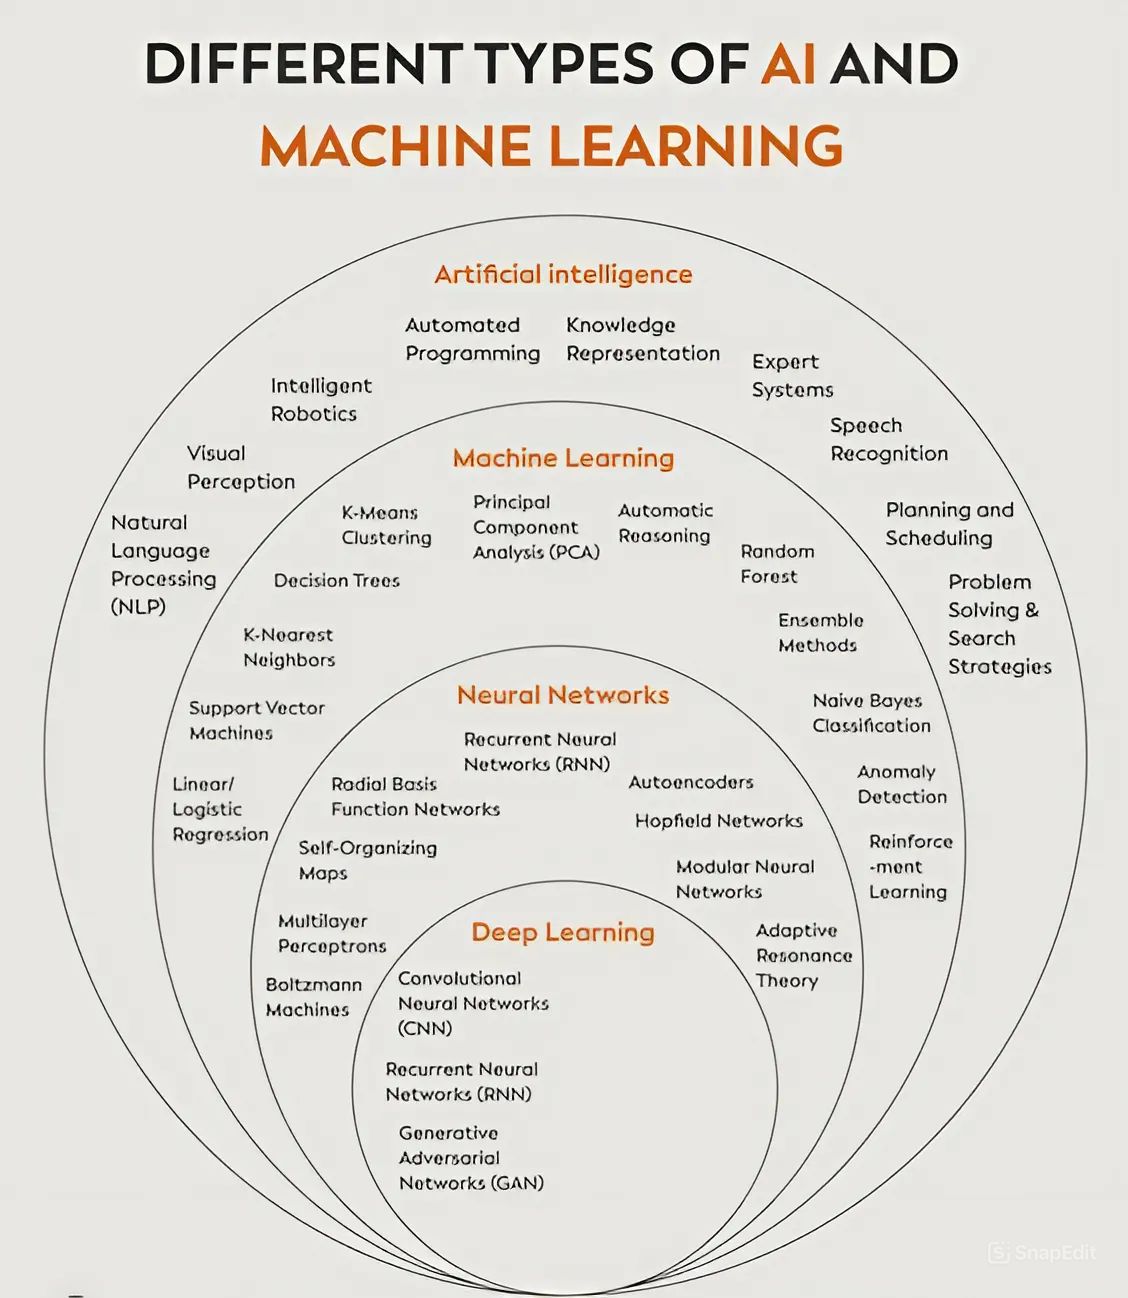 DIFFERENT TYPES OF AI AND
MACHINE LEARNING
Artificial intelligence
Automated
Programming
Knowledge
Representation
Expert
Systems
Intelligent
Robotics
Speech
Recognition
Visual
Perception
Planning and
Scheduling
Natural
Language
Processing
(NLP)
Problem
Solving &
Search
Strategies
Machine Learning
K-Means
Clustering
Principal
Component
Analysis (PCA)
Automatic
Reasoning
Random
Forest
Decision Trees
Ensemble
Methods
K-Nearest
Neighbors
Naive Bayes
Classification
Support Vector
Machines
Anomaly
Detection
Linear/
Logistic
Regression
Reinforce
-ment
Learning
Neural Networks
Recurrent Neural
Networks (RNN)
Radial Basis
Function Networks
Autoencoders
Hopfield Networks
Self-Organizing
Maps
Modular Neural
Networks
Multilayer
Perceptrons
Adaptive
Resonance
Theory
Boltzmann
Machines
Deep Learning
Convolutional
Neural Networks
(CNN)
Recurrent Neural
Networks (RNN)
Generative
Adversarial
Networks (GAN)
SnapEdit